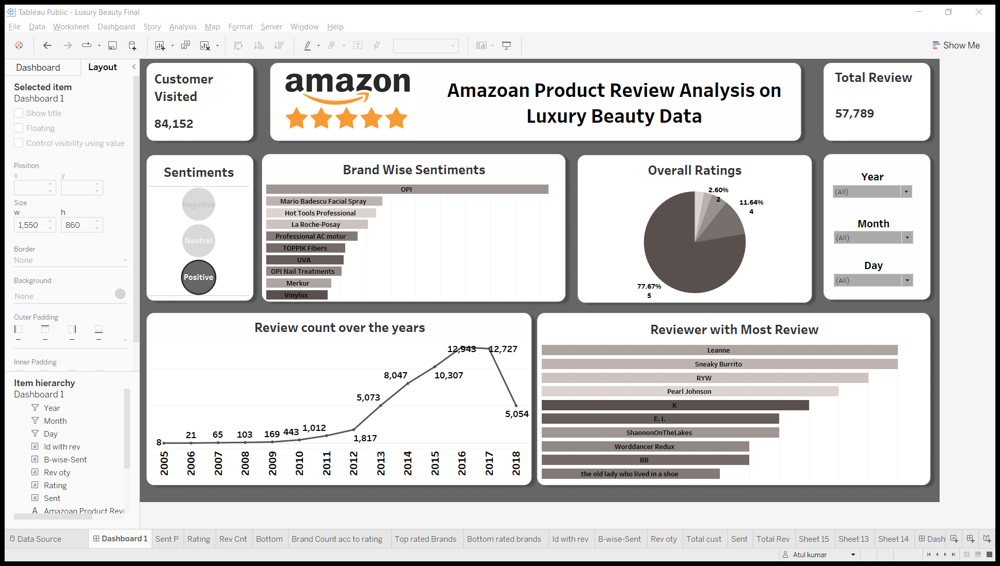 Tableau Public - Luxury Beauty Final
File Data Worksheet Dashboard Story Analysis Map Format Server Window Help
Show Me
Dashboard Layout
Selected item
Dashboard 1
Show title
Floating
Control visibility using value
Position
x y
Size
w h
1,550 860
Border
None
Background
None
Outer Padding
Inner Padding
Item hierarchy
Dashboard 1
Year
Month
Day
Id with rev
B-wise-Sent
Rev oty
Rating
Sent
Amazoan Product Revi
Customer
Visited
84,152
amazon
Amazoan Product Review Analysis on
Luxury Beauty Data
Total Review
57,789
Sentiments
Negative
Neutral
Positive
Brand Wise Sentiments
OPI
Mario Badescu Facial Spray
Hot Tools Professional
La Roche-Posay
Professional AC motor
TOPPIK Fibers
UVA
OPI Nail Treatments
Merkur
Vinylux
Overall Ratings
2.60%
2
11.64%
4
77.67%
5
Year
(All)
Month
(All)
Day
(All)
Review count over the years
8 21 65 103 169 443 1,012 1,817 5,073 8,047 10,307 12,943 12,727 5,054
2005 2006 2007 2008 2009 2010 2011 2012 2013 2014 2015 2016 2017 2018
Reviewer with Most Review
Leanne
Sneaky Burrito
RYW
Pearl Johnson
K
E. I.
ShannonOnTheLakes
Worddancer Redux
BB
the old lady who lived in a shoe
Data Source Dashboard 1 Sent P Rating Rev Cnt Bottom Brand Count acc to rating Top rated Brands Bottom rated brands Id with rev B-wise-Sent Rev oty Total cust Sent Total Rev Sheet 15 Sheet 13 Sheet 14 Dash
Atul kumar